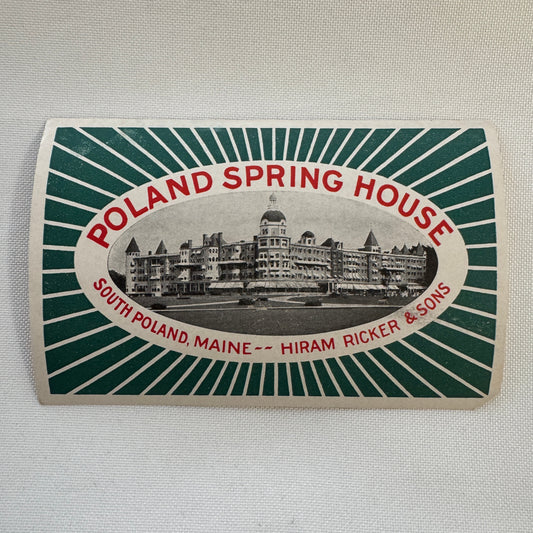 POLAND SPRING HOUSE
SOUTH POLAND, MAINE -- HIRAM RICKER & SONS